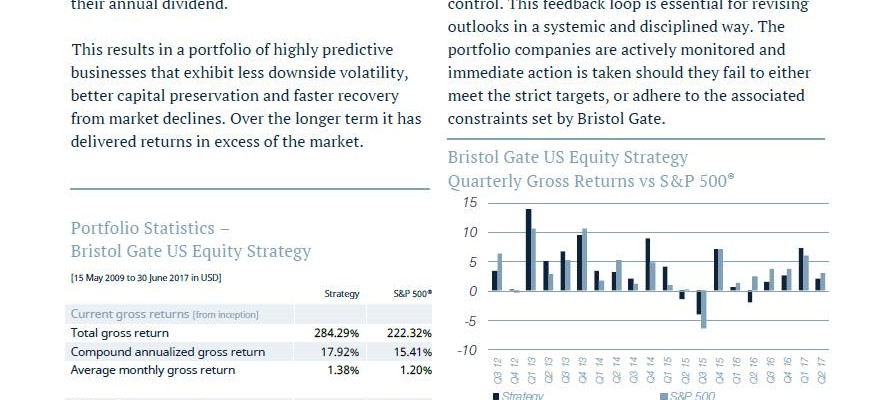 their annual dividend.
This results in a portfolio of highly predictive
businesses that exhibit less downside volatility,
better capital preservation and faster recovery
from market declines. Over the longer term it has
delivered returns in excess of the market.
Portfolio Statistics –
Bristol Gate US Equity Strategy
[15 May 2009 to 30 June 2017 in USD]
Strategy S&P 500®
Current gross returns [from inception]
Total gross return 284.29% 222.32%
Compound annualized gross return 17.92% 15.41%
Average monthly gross return 1.38% 1.20%
control. This feedback loop is essential for revising
outlooks in a systemic and disciplined way. The
portfolio companies are actively monitored and
immediate action is taken should they fail to either
meet the strict targets, or adhere to the associated
constraints set by Bristol Gate.
Bristol Gate US Equity Strategy
Quarterly Gross Returns vs S&P 500®
15
10
5
0
-5
-10
Q3 12 Q4 12 Q1 13 Q2 13 Q3 13 Q4 13 Q1 14 Q2 14 Q3 14 Q4 14 Q1 15 Q2 15 Q3 15 Q4 15 Q1 16 Q2 16 Q3 16 Q4 16 Q1 17 Q2 17
Strategy S&P 500